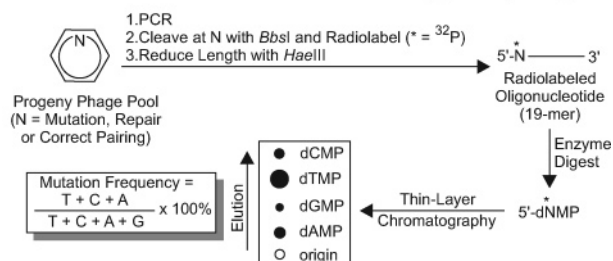 1.PCR
2.Cleave at N with BbsI and Radiolabel (* = 32P)
3.Reduce Length with HaeIII
N
Progeny Phage Pool
(N = Mutation, Repair
or Correct Pairing)
*
5'-N 3'
Radiolabeled
Oligonucleotide
(19-mer)
Enzyme
Digest
*
5'-dNMP
Thin-Layer
Chromatography
Elution
dCMP
dTMP
dGMP
dAMP
origin
Mutation Frequency =
T + C + A
T + C + A + G
x 100%